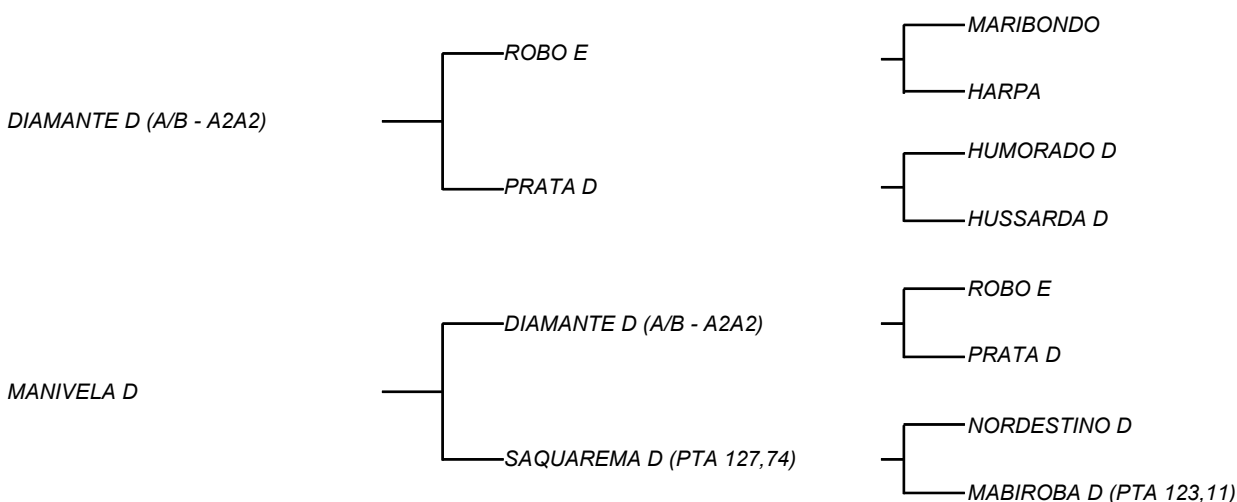 MARIBONDO
ROBO E
HARPA
DIAMANTE D (A/B - A2A2)
HUMORADO D
PRATA D
HUSSARDA D
ROBO E
DIAMANTE D (A/B - A2A2)
PRATA D
MANIVELA D
NORDESTINO D
SAQUAREMA D (PTA 127,74)
MABIROBA D (PTA 123,11)